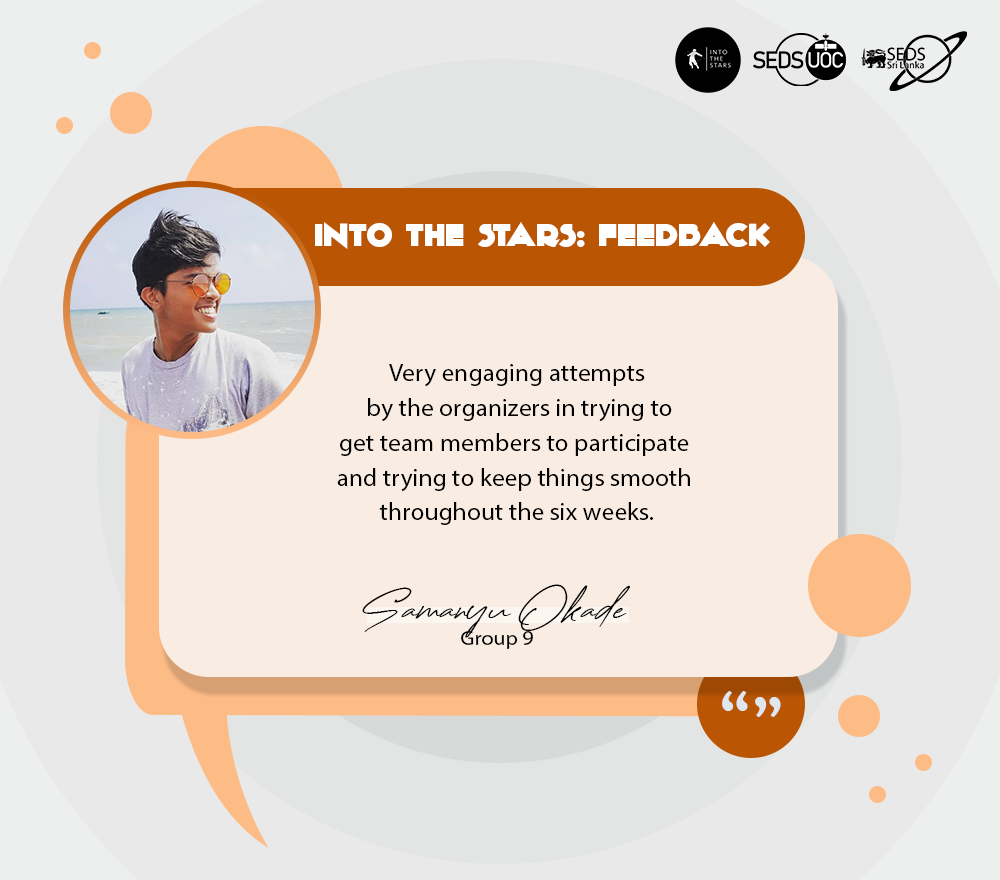 INTO
THE
STARS
SEDS UOC
SEDS
Sri Lanka
INTO THE STARS: FEEDBACK
Very engaging attempts
by the organizers in trying to
get team members to participate
and trying to keep things smooth
throughout the six weeks.
Samanyu Okade
Group 9
“ ”